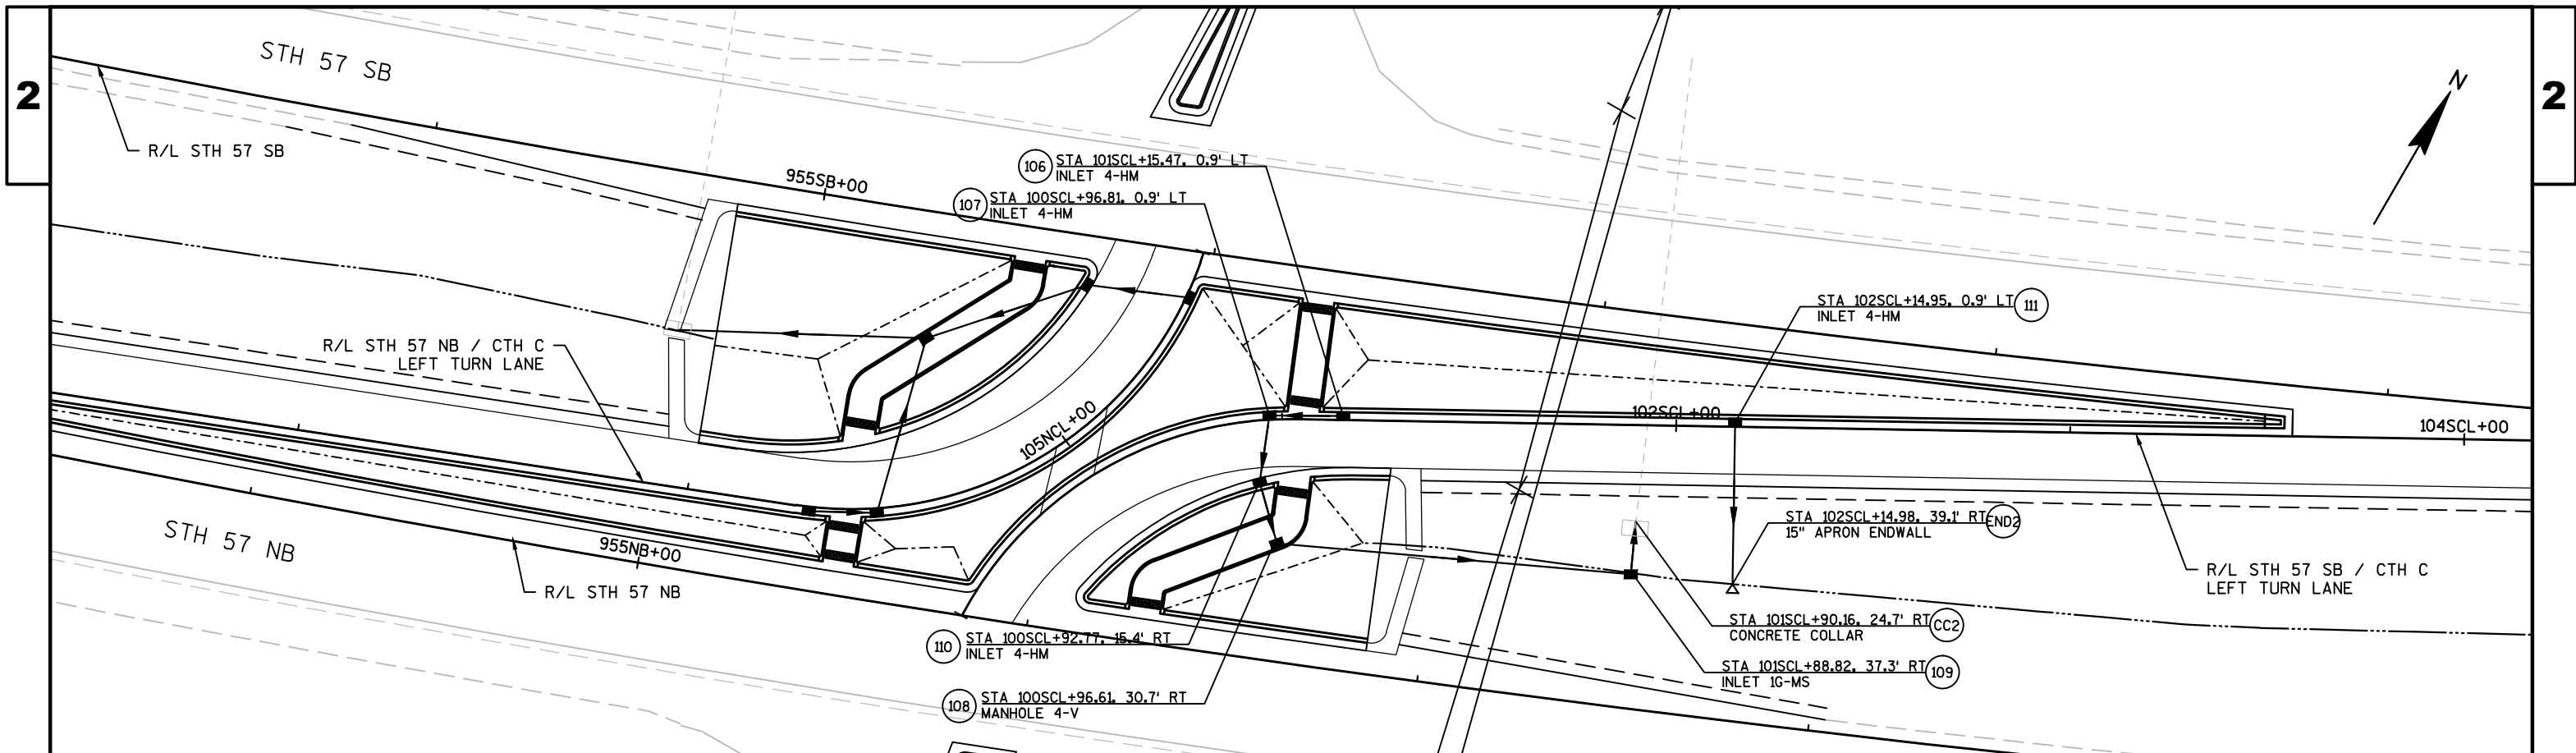 2
2
STH 57 SB
N
R/L STH 57 SB
955SB+00
106
STA 101SCL+15.47, 0.9' LT
INLET 4-HM
107
STA 100SCL+96.81, 0.9' LT
INLET 4-HM
STA 102SCL+14.95, 0.9' LT
INLET 4-HM
111
R/L STH 57 NB / CTH C
LEFT TURN LANE
105NCL+00
102SCL+00
104SCL+00
STH 57 NB
955NB+00
R/L STH 57 NB
STA 102SCL+14.98, 39.1' RT
15" APRON ENDWALL
END2
R/L STH 57 SB / CTH C
LEFT TURN LANE
STA 101SCL+90.16, 24.7' RT
CONCRETE COLLAR
CC2
110
STA 100SCL+92.77, 15.4' RT
INLET 4-HM
STA 101SCL+88.82, 37.3' RT
INLET 1G-MS
109
108
STA 100SCL+96.61, 30.7' RT
MANHOLE 4-V